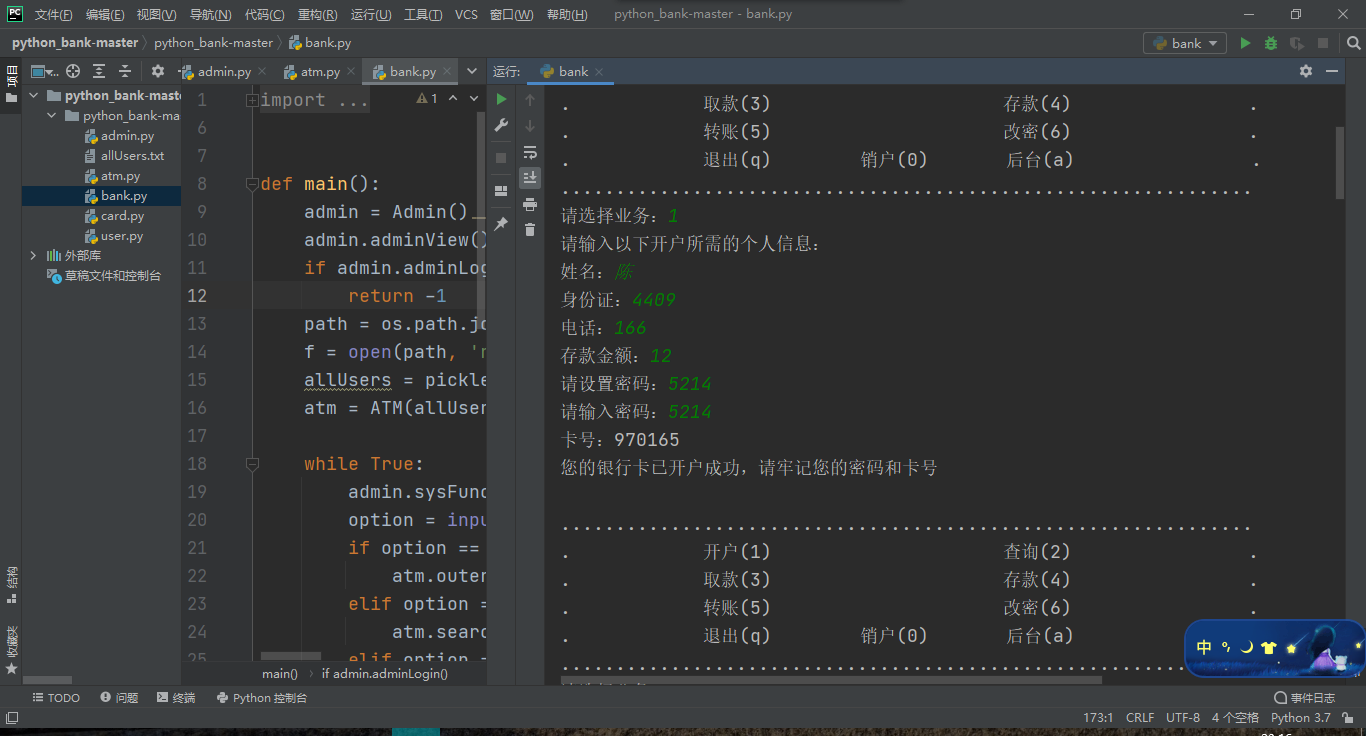 PC 文件(F) 编辑(E) 视图(V) 导航(N) 代码(C) 重构(R) 运行(U) 工具(T) VCS 窗口(W) 帮助(H) python_bank-master - bank.py
python_bank-master python_bank-master bank.py bank
项目
admin.py atm.py bank.py
运行: bank
python_bank-maste
python_bank-ma
admin.py
allUsers.txt
atm.py
bank.py
card.py
user.py
外部库
草稿文件和控制台
结构
收藏夹
1 import ... 1
6
7
8 def main():
9 admin = Admin()
10 admin.adminView()
11 if admin.adminLog
12 return -1
13 path = os.path.jo
14 f = open(path, 'r
15 allUsers = pickle
16 atm = ATM(allUser
17
18 while True:
19 admin.sysFunc
20 option = inpu
21 if option ==
22 atm.outer
23 elif option =
24 atm.searc
25 elif option =
main() if admin.adminLogin()
. 取款(3) 存款(4) .
. 转账(5) 改密(6) .
. 退出(q) 销户(0) 后台(a) .
...............................................................
请选择业务：1
请输入以下开户所需的个人信息：
姓名：陈
身份证：4409
电话：166
存款金额：12
请设置密码：5214
请输入密码：5214
卡号：970165
您的银行卡已开户成功，请牢记您的密码和卡号
...............................................................
. 开户(1) 查询(2) .
. 取款(3) 存款(4) .
. 转账(5) 改密(6) .
. 退出(q) 销户(0) 后台(a)
...............................................................
中
TODO 问题 终端 Python 控制台 事件日志
173:1 CRLF UTF-8 4 个空格 Python 3.7